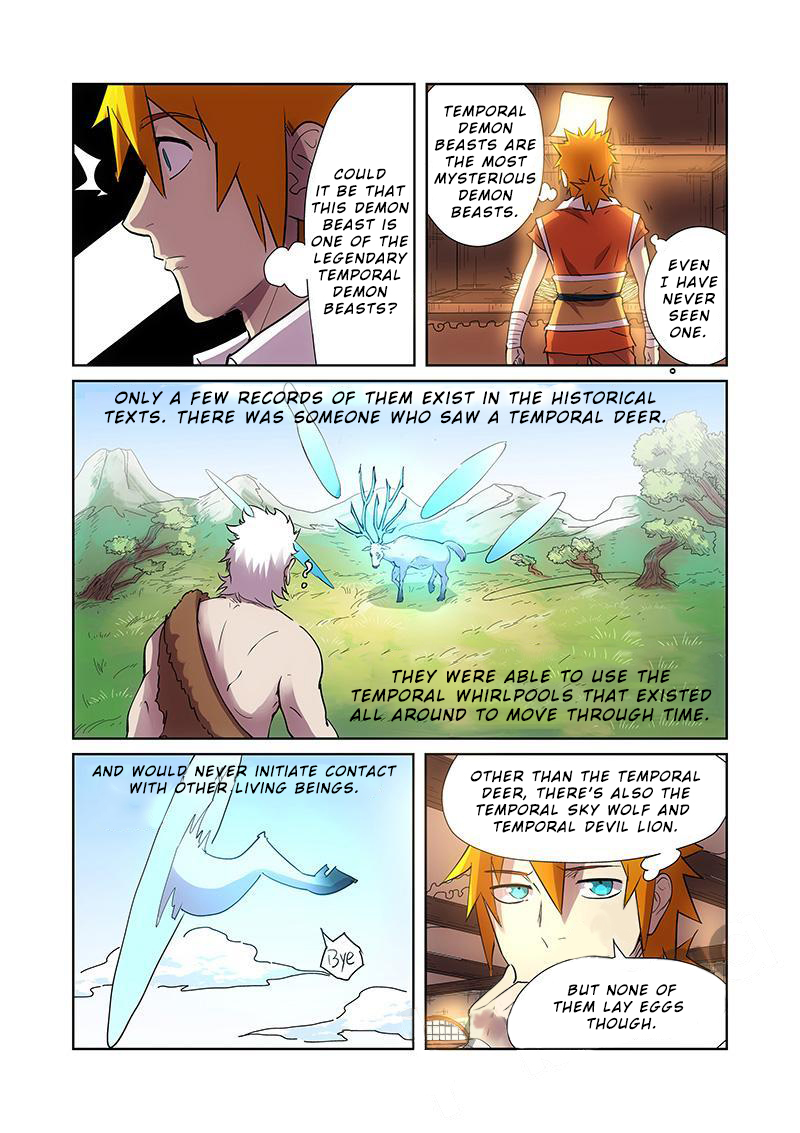 COULD
IT BE THAT
THIS DEMON
BEAST IS
ONE OF THE
LEGENDARY
TEMPORAL
DEMON
BEASTS?
TEMPORAL
DEMON
BEASTS ARE
THE MOST
MYSTERIOUS
DEMON
BEASTS.
EVEN
I HAVE
NEVER
SEEN
ONE.
ONLY A FEW RECORDS OF THEM EXIST IN THE HISTORICAL
TEXTS. THERE WAS SOMEONE WHO SAW A TEMPORAL DEER.
?
THEY WERE ABLE TO USE THE
TEMPORAL WHIRLPOOLS THAT EXISTED
ALL AROUND TO MOVE THROUGH TIME.
AND WOULD NEVER INITIATE CONTACT
WITH OTHER LIVING BEINGS.
Bye
OTHER THAN THE TEMPORAL
DEER, THERE'S ALSO THE
TEMPORAL SKY WOLF AND
TEMPORAL DEVIL LION.
BUT NONE OF
THEM LAY EGGS
THOUGH.